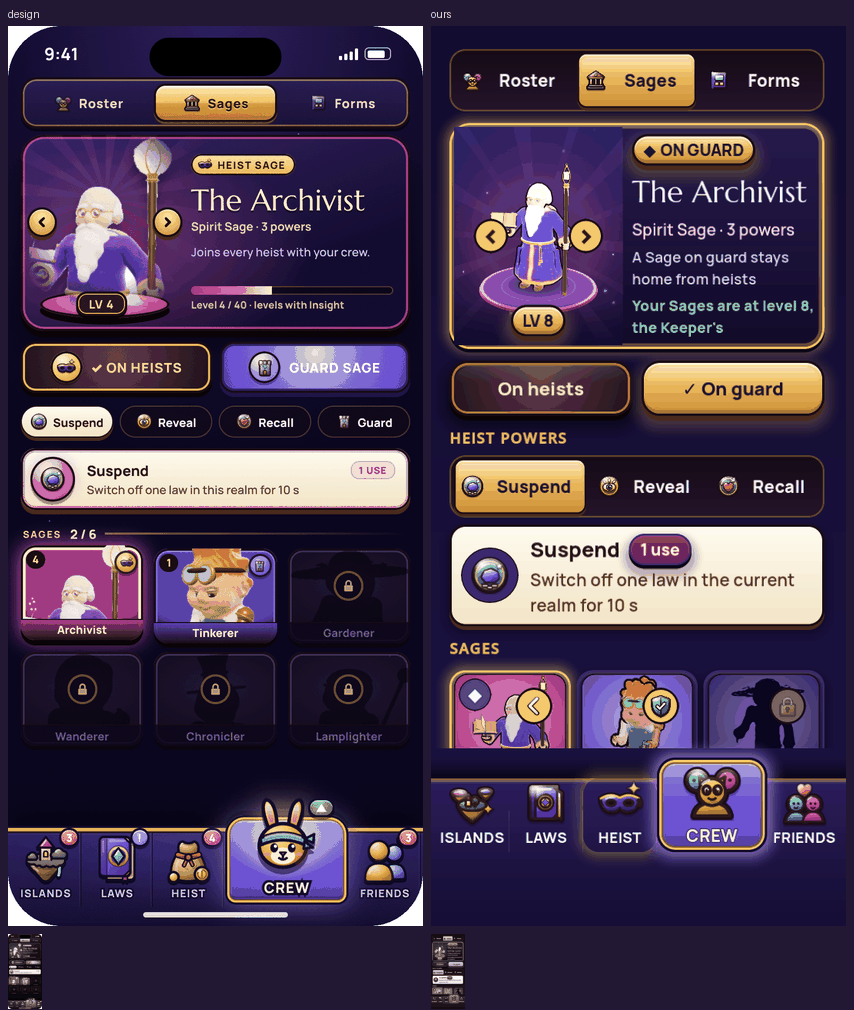 design
9:41
Roster
Sages
Forms
HEIST SAGE
The Archivist
Spirit Sage · 3 powers
Joins every heist with your crew.
LV 4
Level 4 / 40 · levels with Insight
✓ ON HEISTS
GUARD SAGE
Suspend
Reveal
Recall
Guard
Suspend
1 USE
Switch off one law in this realm for 10 s
SAGES 2 / 6
4
Archivist
1
Tinkerer
Gardener
Wanderer
Chronicler
Lamplighter
3
ISLANDS
1
LAWS
4
HEIST
CREW
3
FRIENDS
ours
Roster
Sages
Forms
◆ ON GUARD
The Archivist
Spirit Sage · 3 powers
A Sage on guard stays
home from heists
Your Sages are at level 8,
the Keeper's
LV 8
On heists
✓ On guard
HEIST POWERS
Suspend
Reveal
Recall
Suspend
1 use
Switch off one law in the current
realm for 10 s
SAGES
ISLANDS
LAWS
HEIST
CREW
FRIENDS